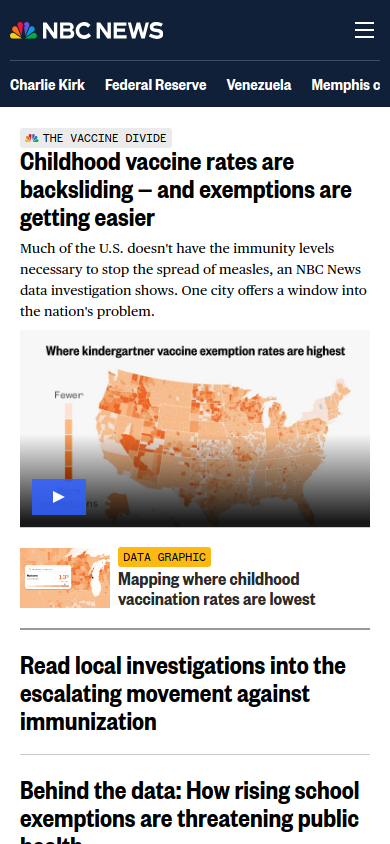 NBC NEWS
Charlie Kirk Federal Reserve Venezuela Memphis c
THE VACCINE DIVIDE
Childhood vaccine rates are
backsliding — and exemptions are
getting easier
Much of the U.S. doesn't have the immunity levels
necessary to stop the spread of measles, an NBC News
data investigation shows. One city offers a window into
the nation's problem.
Where kindergartner vaccine exemption rates are highest
Fewer
DATA GRAPHIC
Mapping where childhood
vaccination rates are lowest
Read local investigations into the
escalating movement against
immunization
Behind the data: How rising school
exemptions are threatening public
health